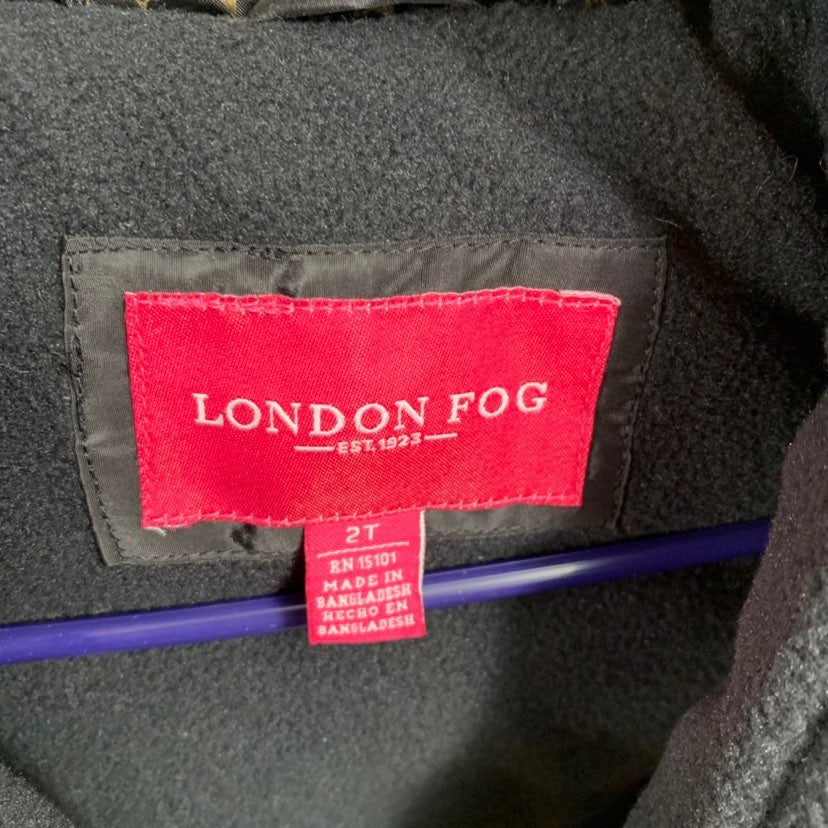 LONDON FOG
EST. 1923
2T
RN 15101
MADE IN
BANGLADESH
HECHO EN
BANGLADESH